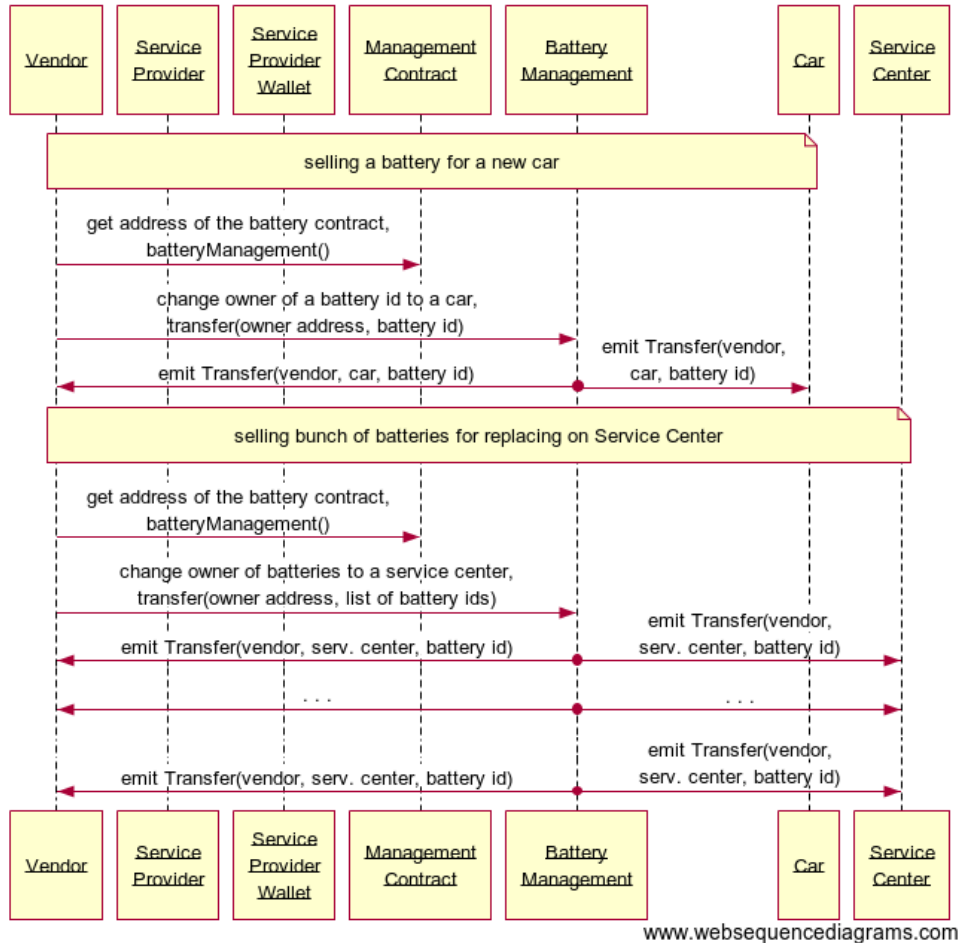 Vendor
Service
Provider
Service
Provider
Wallet
Management
Contract
Battery
Management
Car
Service
Center
selling a battery for a new car
get address of the battery contract,
batteryManagement()
change owner of a battery id to a car,
transfer(owner address, battery id)
emit Transfer(vendor, car, battery id)
emit Transfer(vendor,
car, battery id)
selling bunch of batteries for replacing on Service Center
get address of the battery contract,
batteryManagement()
change owner of batteries to a service center,
transfer(owner address, list of battery ids)
emit Transfer(vendor, serv. center, battery id)
emit Transfer(vendor,
serv. center, battery id)
. . .
. . .
emit Transfer(vendor, serv. center, battery id)
emit Transfer(vendor,
serv. center, battery id)
Vendor
Service
Provider
Service
Provider
Wallet
Management
Contract
Battery
Management
Car
Service
Center
www.websequencediagrams.com